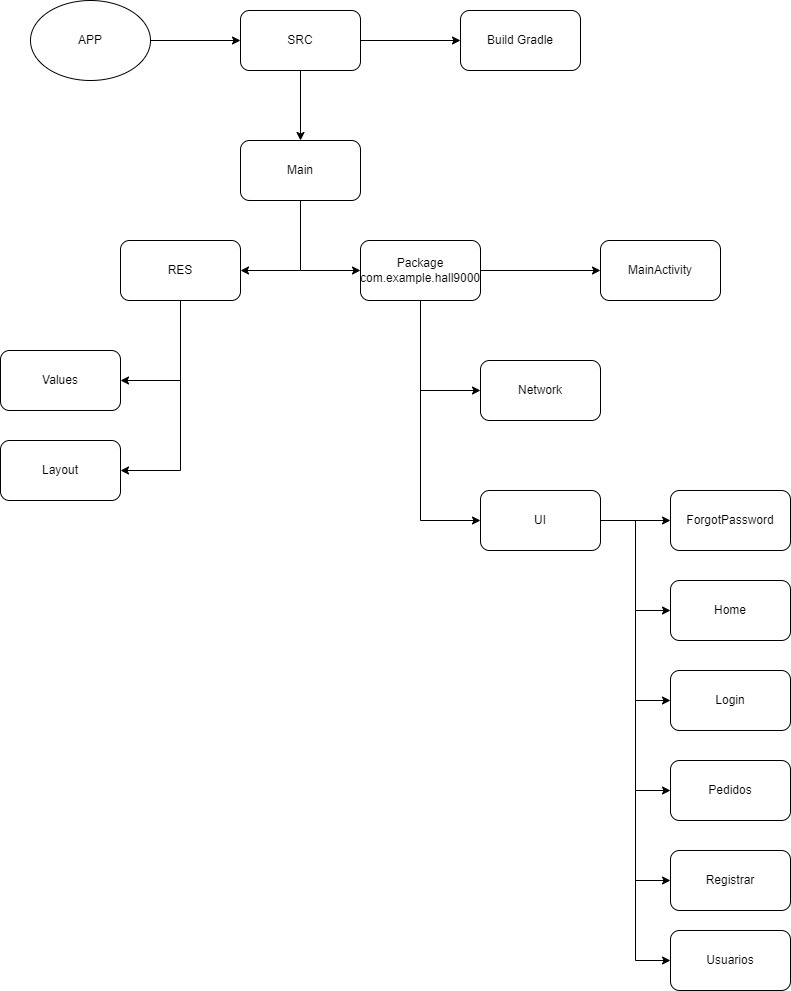 APP
SRC
Build Gradle
Main
RES
Package
com.example.hall9000
MainActivity
Values
Network
Layout
UI
ForgotPassword
Home
Login
Pedidos
Registrar
Usuarios